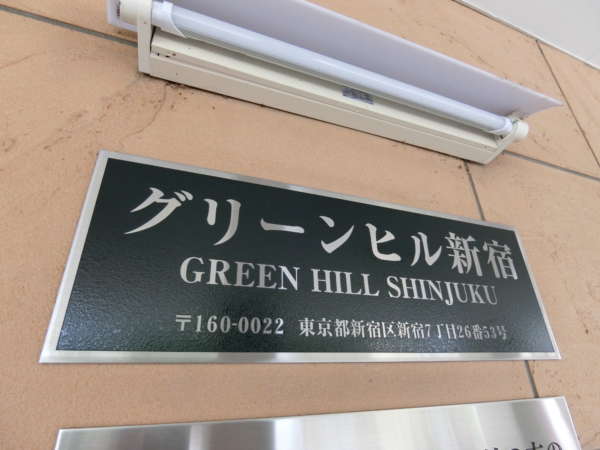 グリーンヒル新宿
GREEN HILL SHINJUKU
〒160-0022 東京都新宿区新宿7丁目26番53号